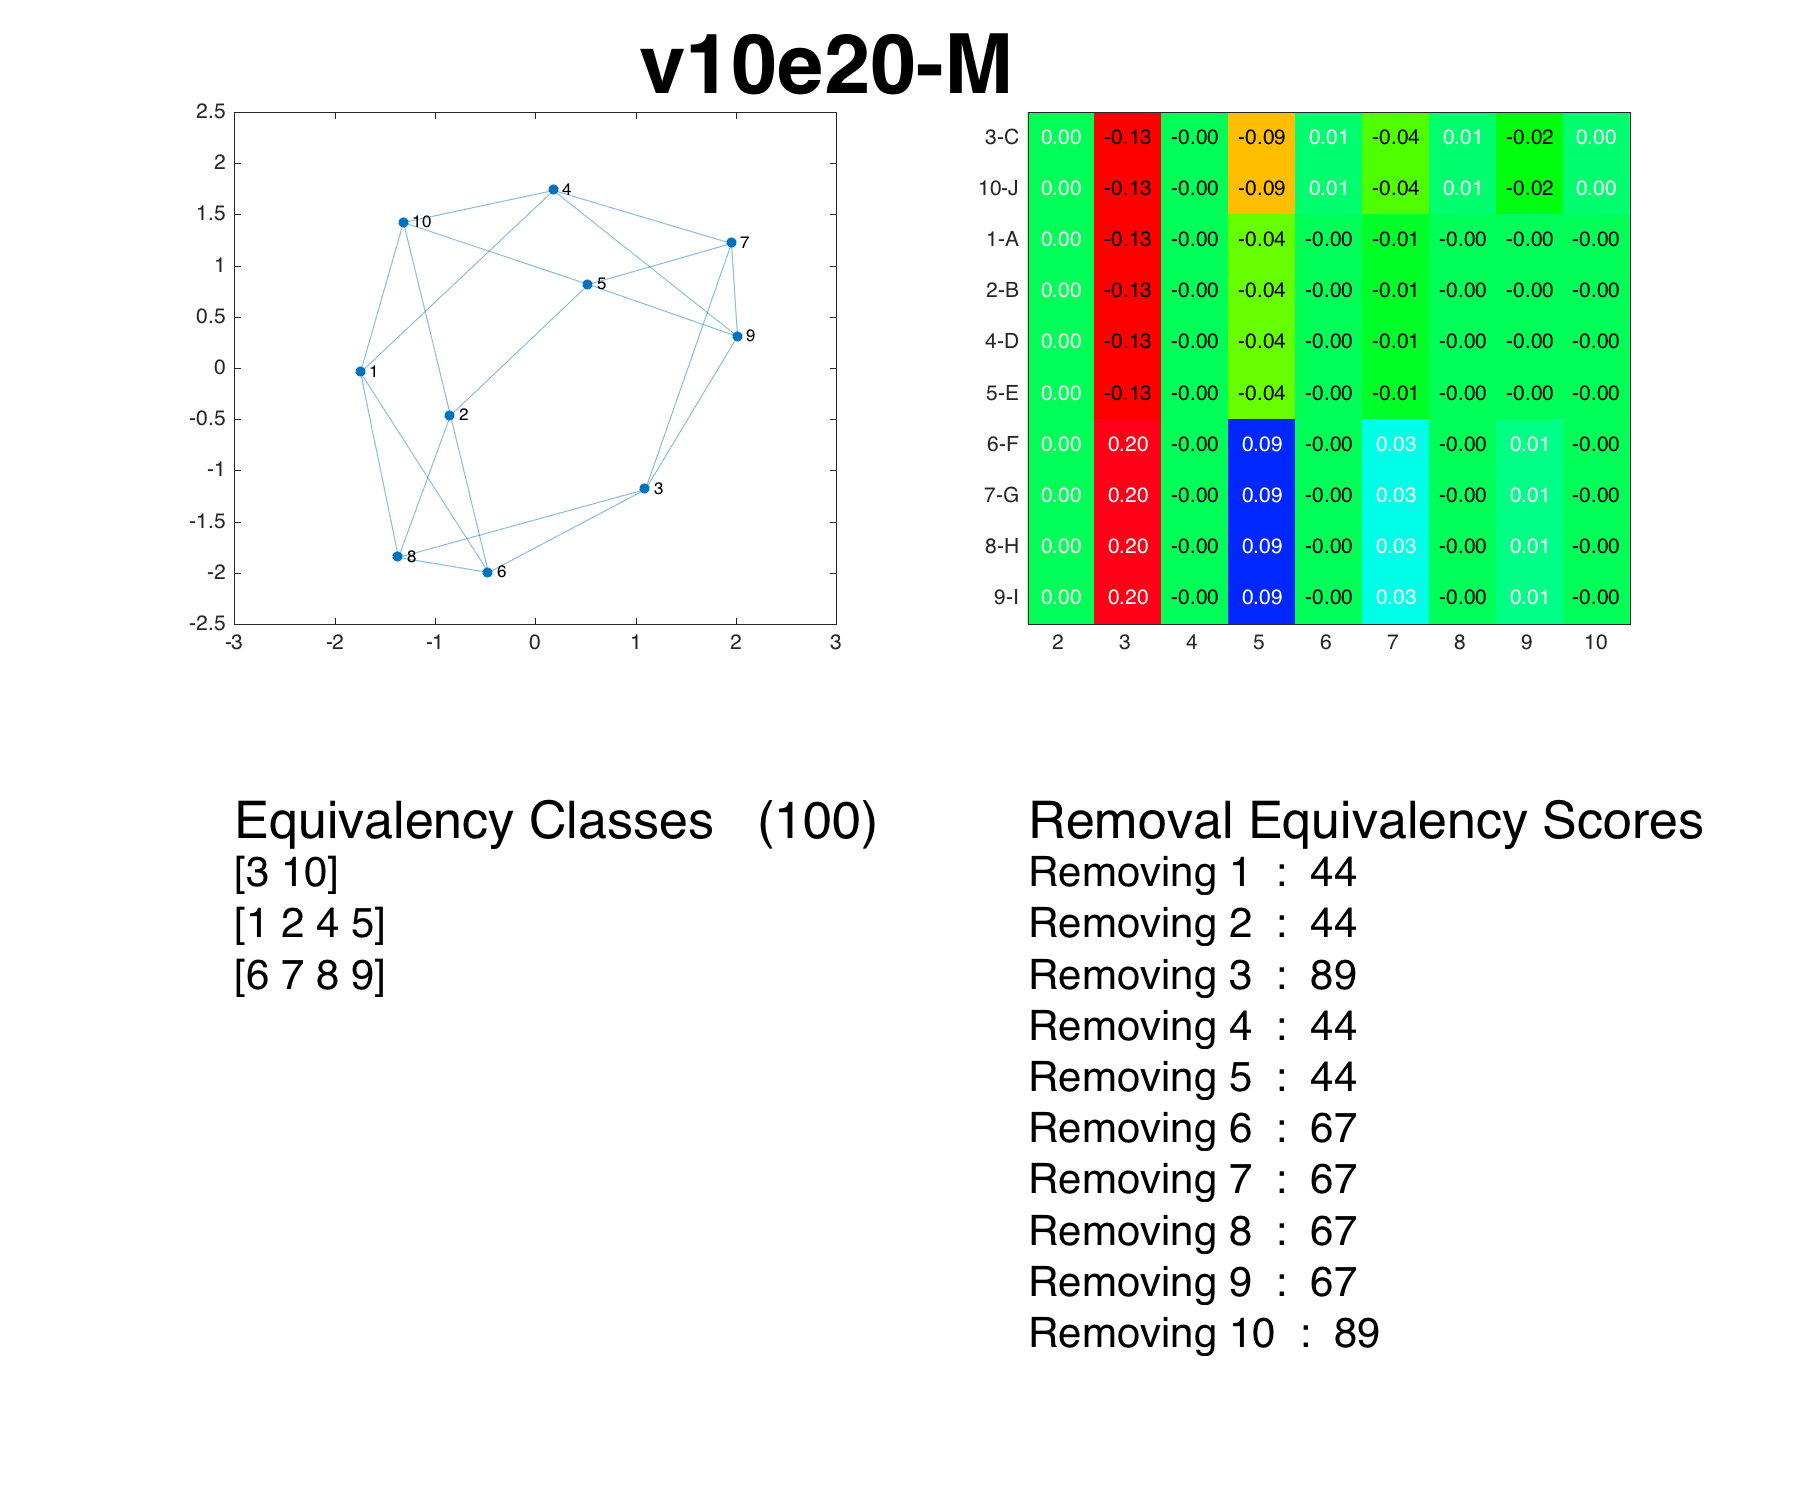 v10e20-M
2.5
2
1.5
1
0.5
0
-0.5
-1
-1.5
-2
-2.5
-3 -2 -1 0 1 2 3
4
10
7
5
9
1
2
3
8
6
3-C 0.00 -0.13 -0.00 -0.09 0.01 -0.04 0.01 -0.02 0.00
10-J 0.00 -0.13 -0.00 -0.09 0.01 -0.04 0.01 -0.02 0.00
1-A 0.00 -0.13 -0.00 -0.04 -0.00 -0.01 -0.00 -0.00 -0.00
2-B 0.00 -0.13 -0.00 -0.04 -0.00 -0.01 -0.00 -0.00 -0.00
4-D 0.00 -0.13 -0.00 -0.04 -0.00 -0.01 -0.00 -0.00 -0.00
5-E 0.00 -0.13 -0.00 -0.04 -0.00 -0.01 -0.00 -0.00 -0.00
6-F 0.00 0.20 -0.00 0.09 -0.00 0.03 -0.00 0.01 -0.00
7-G 0.00 0.20 -0.00 0.09 -0.00 0.03 -0.00 0.01 -0.00
8-H 0.00 0.20 -0.00 0.09 -0.00 0.03 -0.00 0.01 -0.00
9-I 0.00 0.20 -0.00 0.09 -0.00 0.03 -0.00 0.01 -0.00
2 3 4 5 6 7 8 9 10
Equivalency Classes (100)
[3 10]
[1 2 4 5]
[6 7 8 9]
Removal Equivalency Scores
Removing 1 : 44
Removing 2 : 44
Removing 3 : 89
Removing 4 : 44
Removing 5 : 44
Removing 6 : 67
Removing 7 : 67
Removing 8 : 67
Removing 9 : 67
Removing 10 : 89